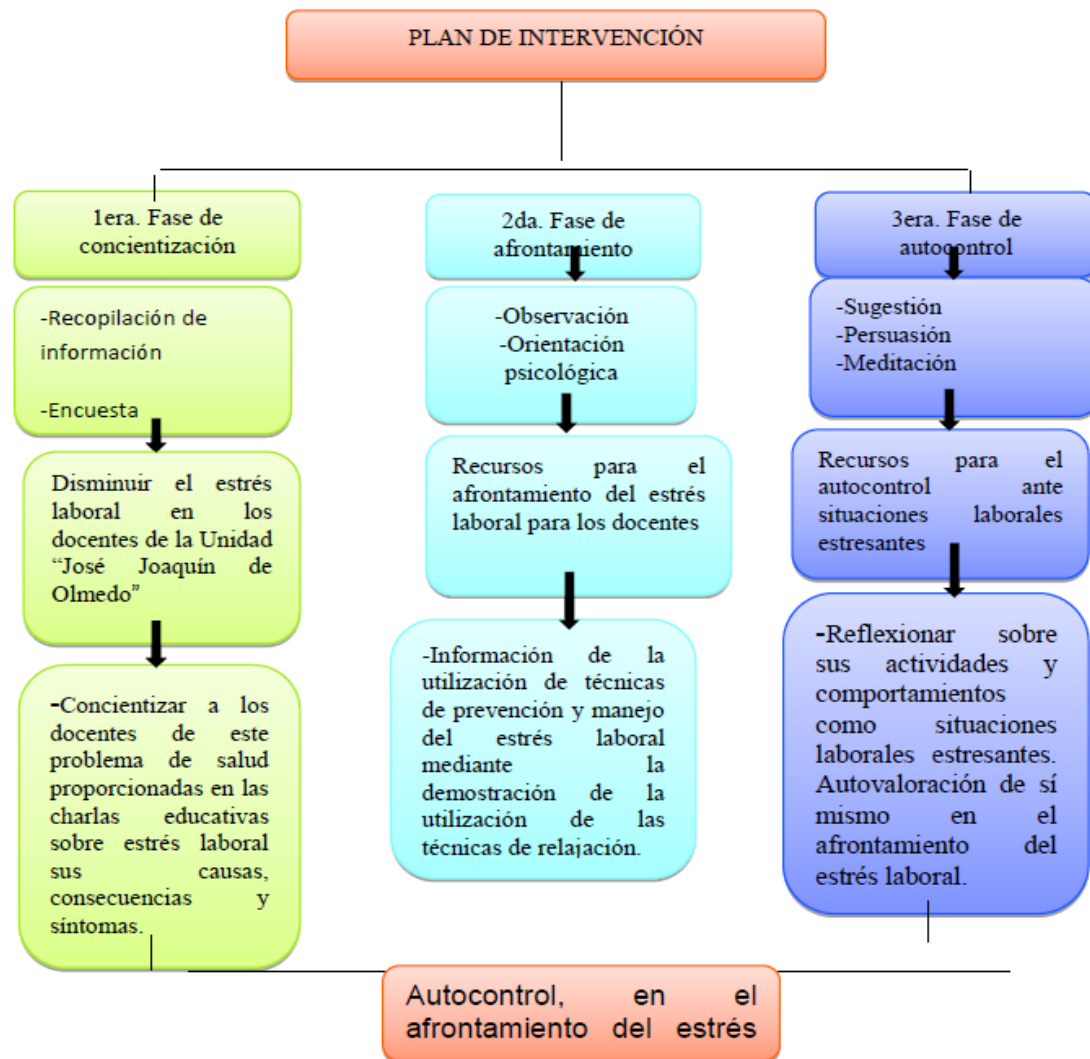 PLAN DE INTERVENCIÓN
1era. Fase de
concientización
-Recopilación de
información
-Encuesta
Disminuir el estrés
laboral en los
docentes de la Unidad
“José Joaquín de
Olmedo”
-Concientizar a los
docentes de este
problema de salud
proporcionadas en las
charlas educativas
sobre estrés laboral
sus causas,
consecuencias y
síntomas.
2da. Fase de
afrontamiento
-Observación
-Orientación
psicológica
Recursos para el
afrontamiento del estrés
laboral para los docentes
-Información de la
utilización de técnicas
de prevención y manejo
del estrés laboral
mediante la
demostración de la
utilización de las
técnicas de relajación.
3era. Fase de
autocontrol
-Sugestión
-Persuasión
-Meditación
Recursos para el
autocontrol ante
situaciones laborales
estresantes
-Reflexionar sobre
sus actividades y
comportamientos
como situaciones
laborales estresantes.
Autovaloración de sí
mismo en el
afrontamiento del
estrés laboral.
Autocontrol, en el
afrontamiento del estrés